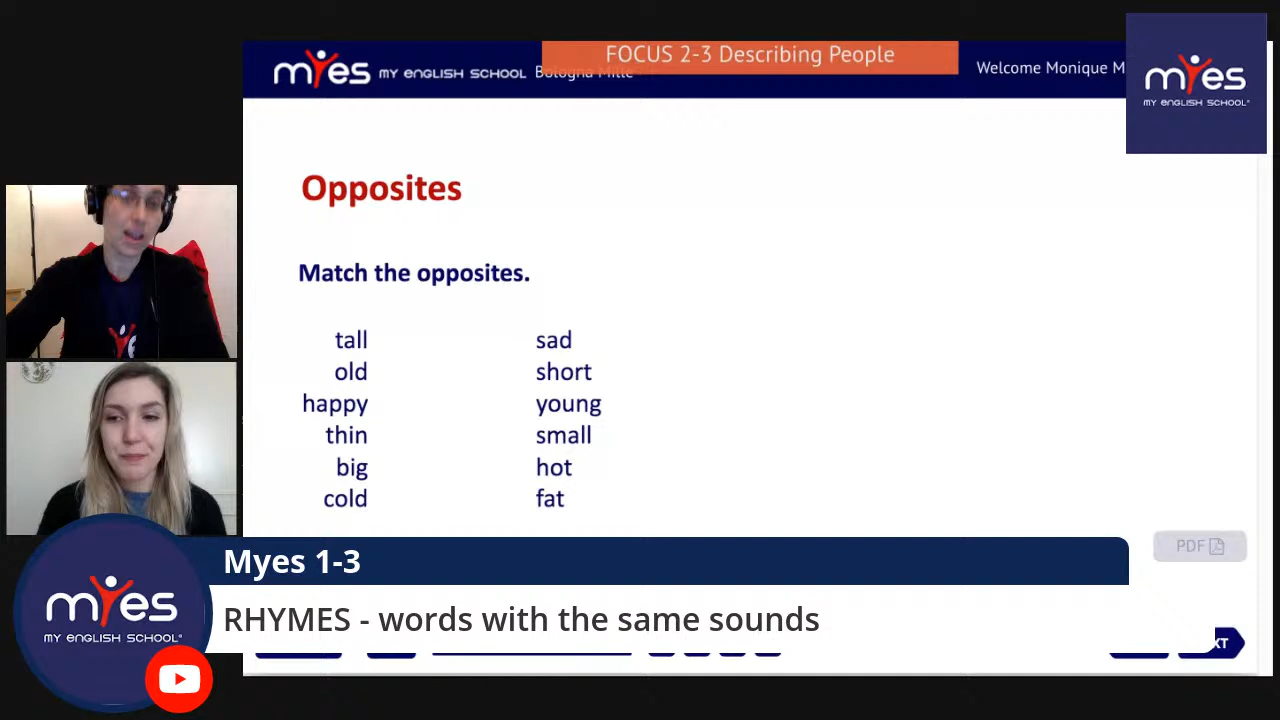 FOCUS 2-3 Describing People
myes MY ENGLISH SCHOOL Bologna Mille
Welcome Monique M
myes
MY ENGLISH SCHOOL
Opposites
Match the opposites.
tall sad
old short
happy young
thin small
big hot
cold fat
PDF
Myes 1-3
RHYMES - words with the same sounds
myes
MY ENGLISH SCHOOL
XT